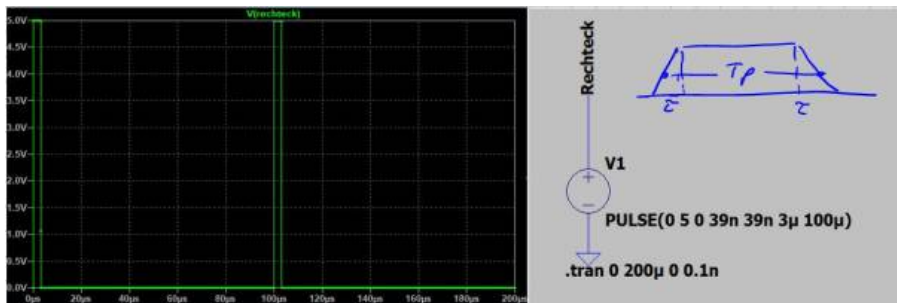 V(rechteck)
5.0V
4.5V
4.0V
3.5V
3.0V
2.5V
2.0V
1.5V
1.0V
0.5V
0.0V
0µs 20µs 40µs 60µs 80µs 100µs 120µs 140µs 160µs 180µs 200µs
Rechteck
Tp
τ τ
V1
PULSE(0 5 0 39n 39n 3µ 100µ)
.tran 0 200µ 0 0.1n